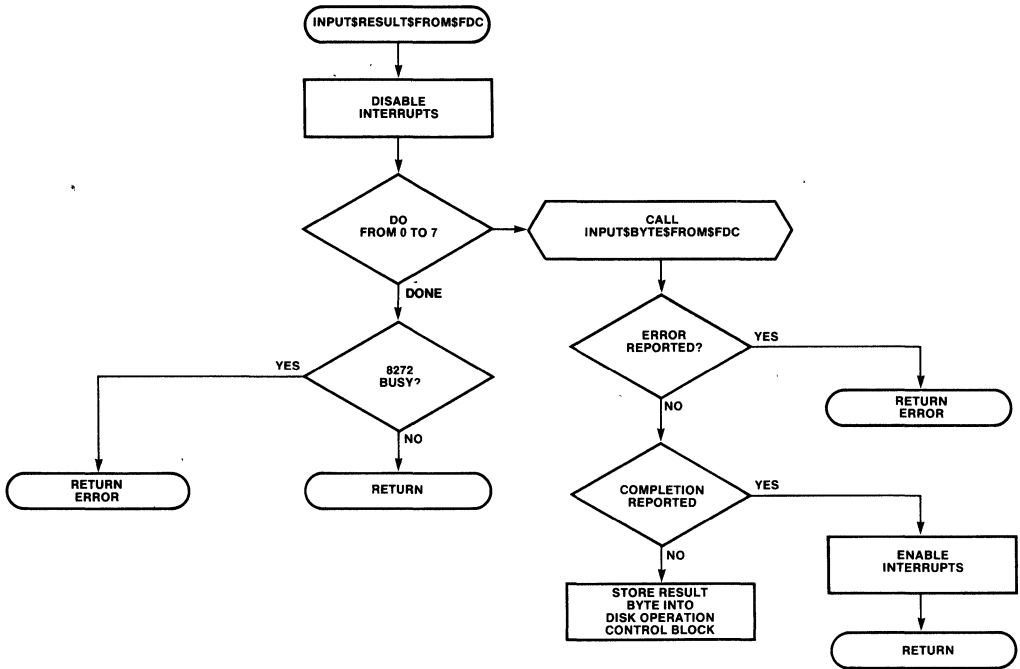 INPUT$RESULT$FROM$FDC
DISABLE
INTERRUPTS
DO
FROM 0 TO 7
CALL
INPUT$BYTE$FROM$FDC
DONE
ERROR
REPORTED?
YES
RETURN
ERROR
NO
8272
BUSY?
YES
NO
RETURN
ERROR
RETURN
COMPLETION
REPORTED
YES
NO
ENABLE
INTERRUPTS
STORE RESULT
BYTE INTO
DISK OPERATION
CONTROL BLOCK
RETURN